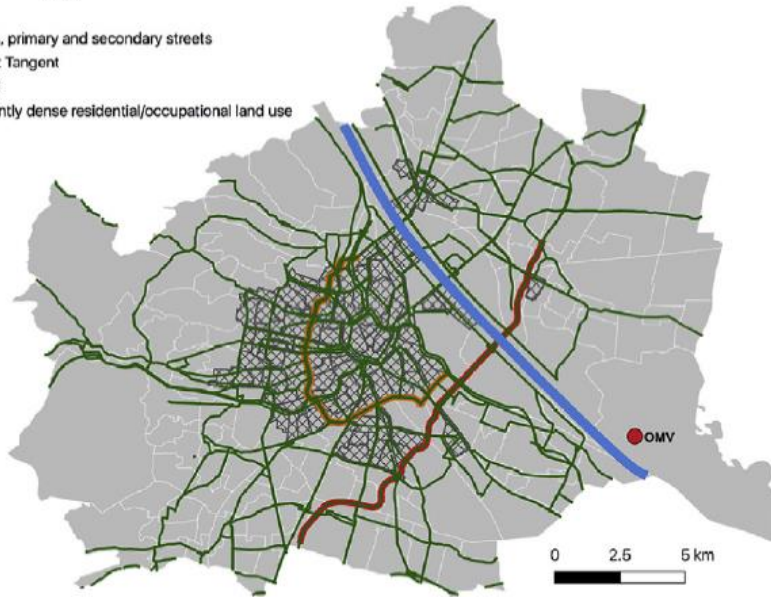 , primary and secondary streets
Tangent
ntly dense residential/occupational land use
OMV
0 2.5 5 km